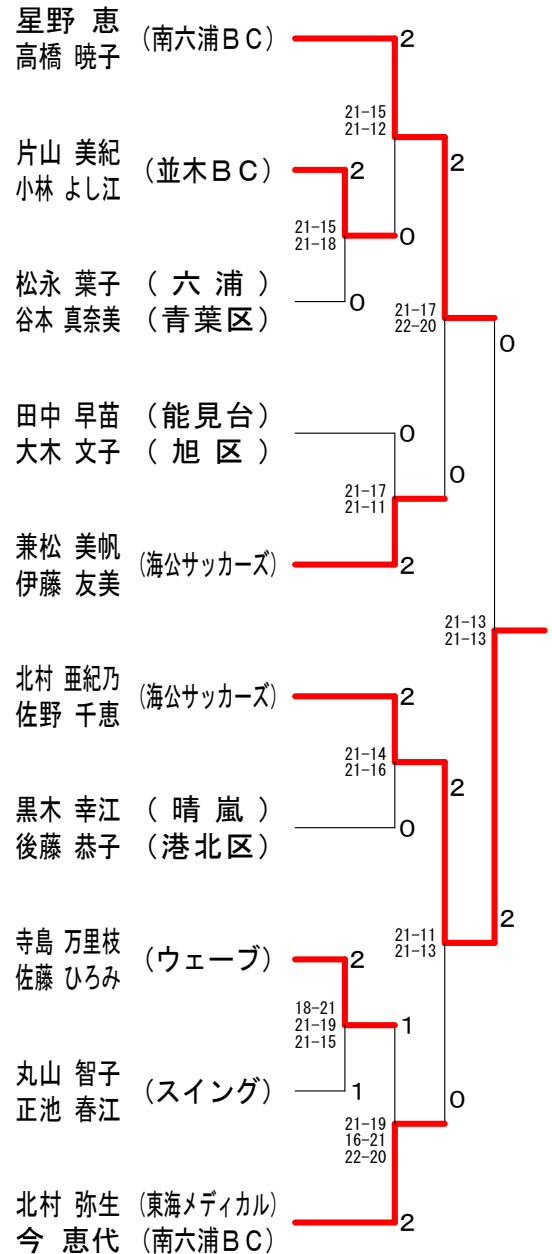 星野 恵 (南六浦ＢＣ) 2
高橋 暁子
21-15
21-12
片山 美紀 (並木ＢＣ) 2 2
小林 よし江
21-15
21-18
0
松永 葉子 (六浦) 0
谷本 真奈美 (青葉区)
21-17
22-20
0
田中 早苗 (能見台) 0
大木 文子 (旭区)
0
21-17
21-11
兼松 美帆 (海公サッカーズ) 2
伊藤 友美
21-13
21-13
北村 亜紀乃 (海公サッカーズ) 2
佐野 千恵
21-14
21-16
2
黒木 幸江 (晴嵐) 0
後藤 恭子 (港北区)
2
21-11
21-13
寺島 万里枝 (ウェーブ) 2
佐藤 ひろみ
18-21
21-19
21-15
1
丸山 智子 (スイング) 1
正池 春江
0
21-19
16-21
22-20
北村 弥生 (東海メディカル) 2
今 恵代 (南六浦ＢＣ)